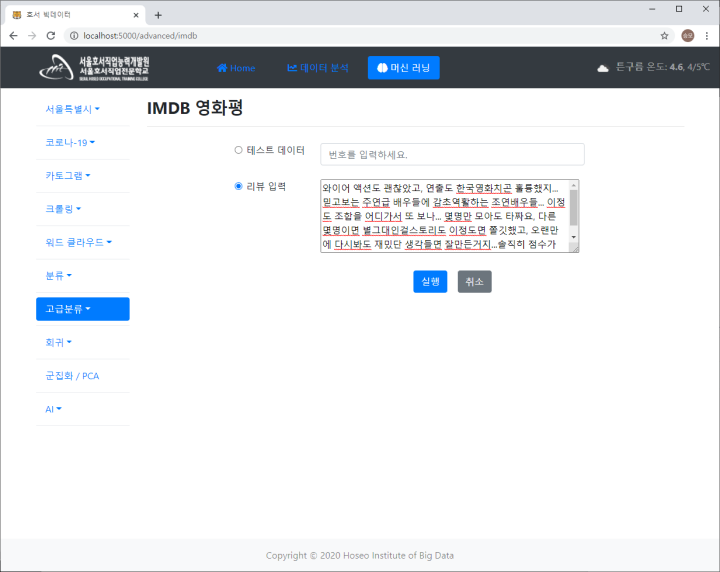 호서 빅데이터
localhost:5000/advanced/imdb
서울호서직업능력개발원
서울호서직업전문학교
SEOUL HOSEO OCCUPATIONAL TRAINING COLLEGE
Home
데이터 분석
머신 러닝
튼구름 온도: 4.6, 4/5℃
서울특별시
코로나-19
카토그램
크롤링
워드 클라우드
분류
고급분류
회귀
군집화 / PCA
AI
IMDB 영화평
테스트 데이터
번호를 입력하세요.
리뷰 입력
와이어 액션도 괜찮았고, 연출도 한국영화치곤 훌륭했지...
믿고보는 주연급 배우들에 감초역활하는 조연배우들... 이정
도 조합을 어디가서 또 보나... 몇명만 모아도 타짜요, 다른
몇명이면 별그대인걸스토리도 이정도면 쫄깃했고, 오랜만
에 다시봐도 재밌단 생각들면 잘만든거지...솔직히 점수가
실행
취소
Copyright © 2020 Hoseo Institute of Big Data